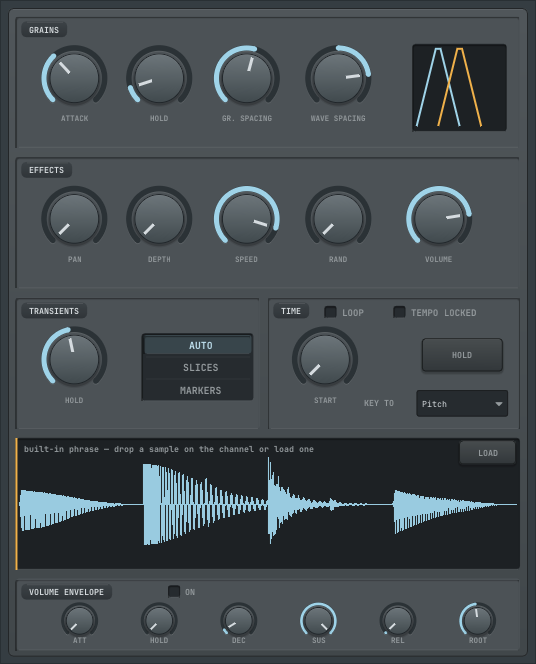 GRAINS
ATTACK
HOLD
GR. SPACING
WAVE SPACING
EFFECTS
PAN
DEPTH
SPEED
RAND
VOLUME
TRANSIENTS
HOLD
AUTO
SLICES
MARKERS
TIME
LOOP
TEMPO LOCKED
START
HOLD
KEY TO
Pitch
built-in phrase — drop a sample on the channel or load one
LOAD
VOLUME ENVELOPE
ON
ATT
HOLD
DEC
SUS
REL
ROOT